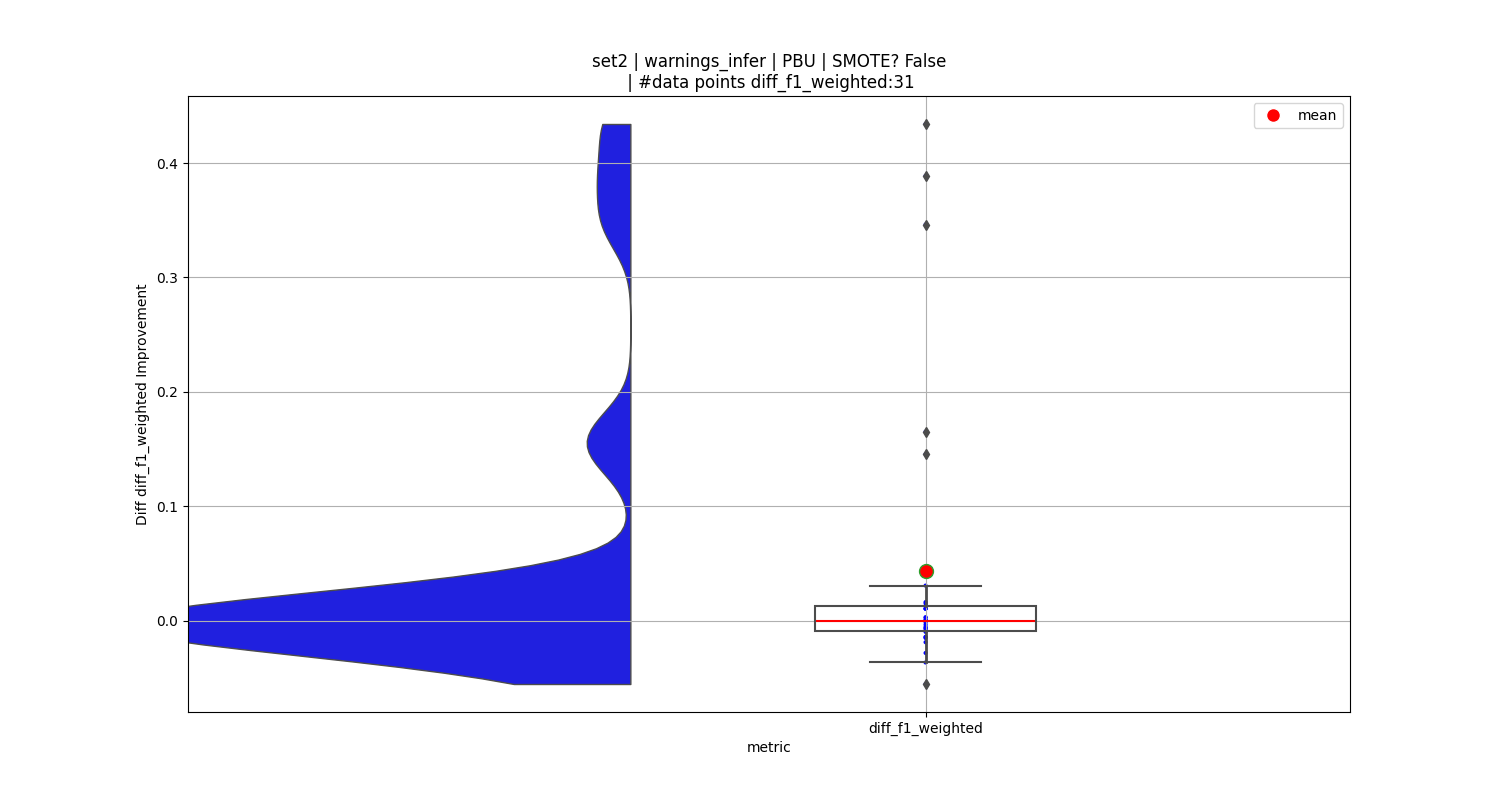 set2 | warnings_infer | PBU | SMOTE? False
| #data points diff_f1_weighted:31
mean
0.4
0.3
0.2
0.1
0.0
Diff diff_f1_weighted Improvement
diff_f1_weighted
metric